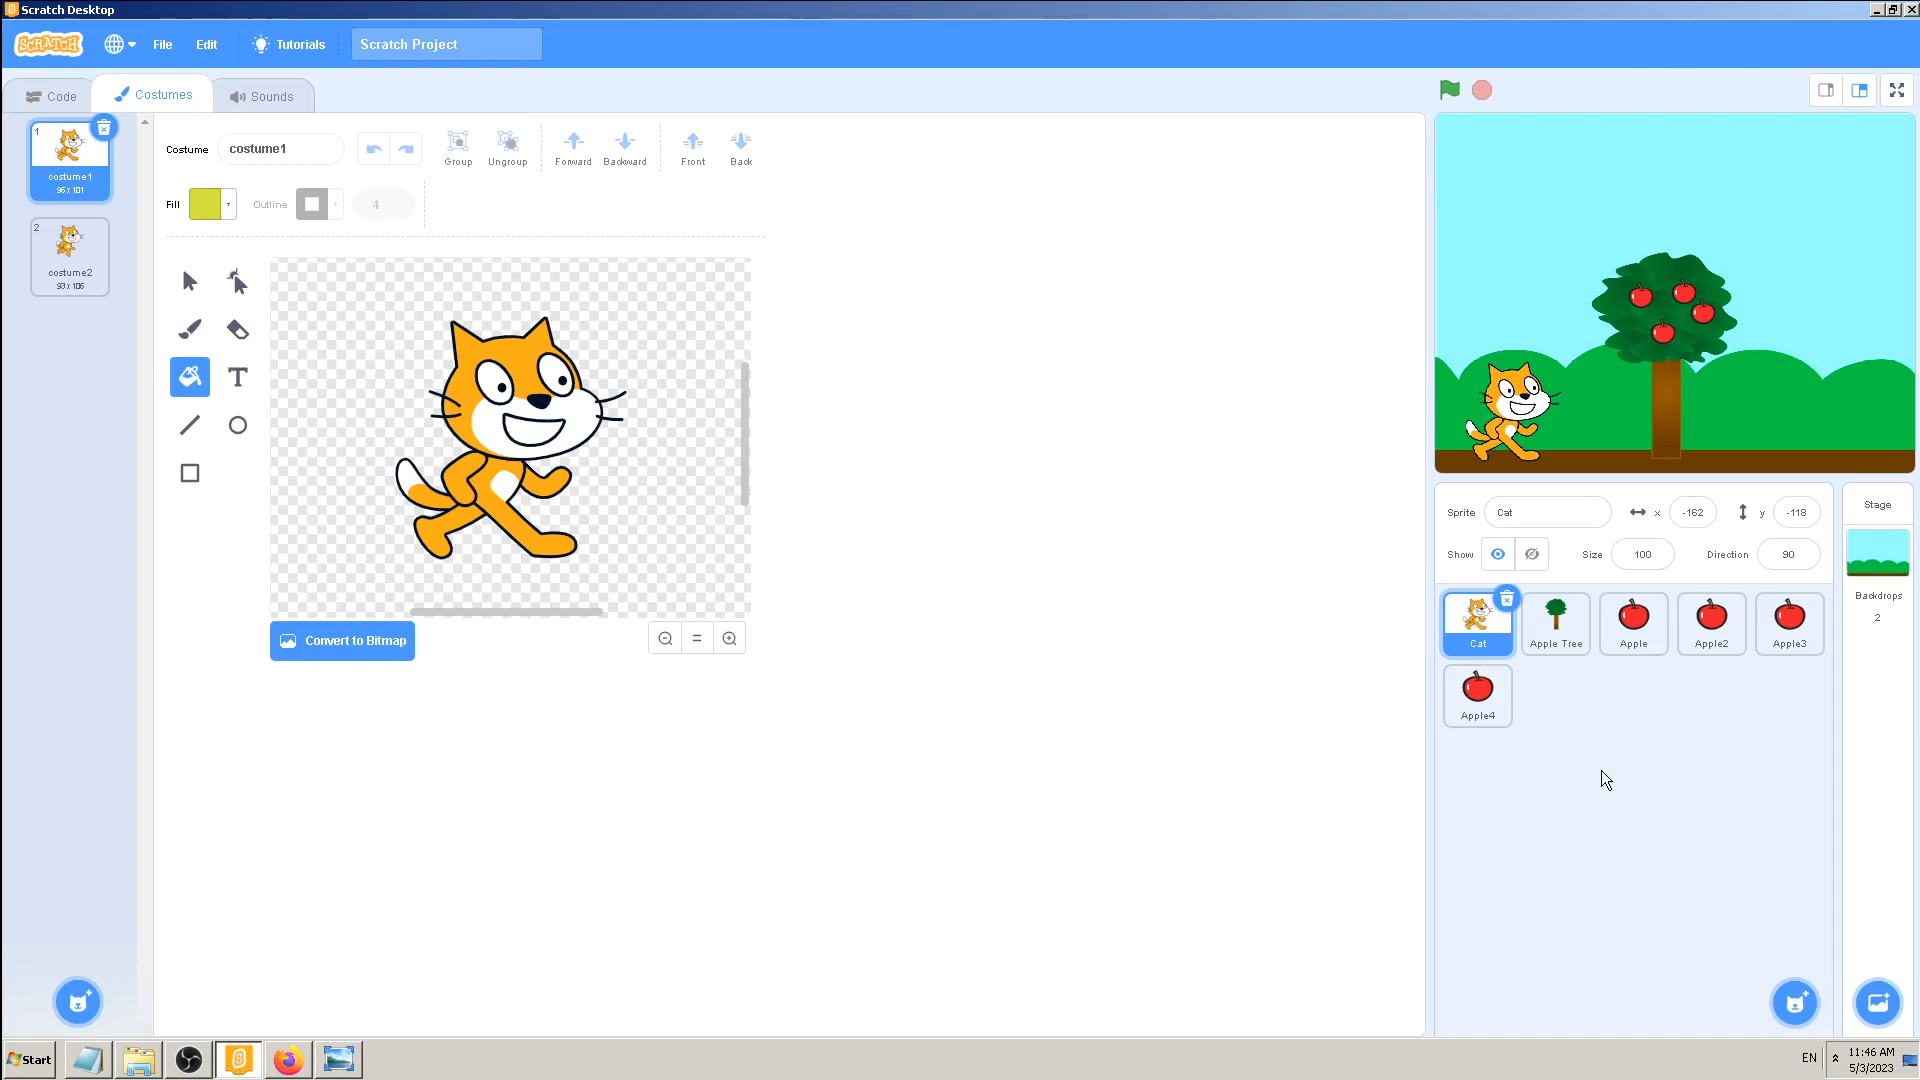 Scratch Desktop
SCRATCH
File
Edit
Tutorials
Scratch Project
Code
Costumes
Sounds
1
costume1
96 x 101
2
costume2
93 x 106
Costume
costume1
Group
Ungroup
Forward
Backward
Front
Back
Fill
Outline
4
Convert to Bitmap
Sprite
Cat
x
-162
y
-118
Show
Size
100
Direction
90
Cat
Apple Tree
Apple
Apple2
Apple3
Apple4
Stage
Backdrops
2
Start
EN
11:46 AM
5/3/2023